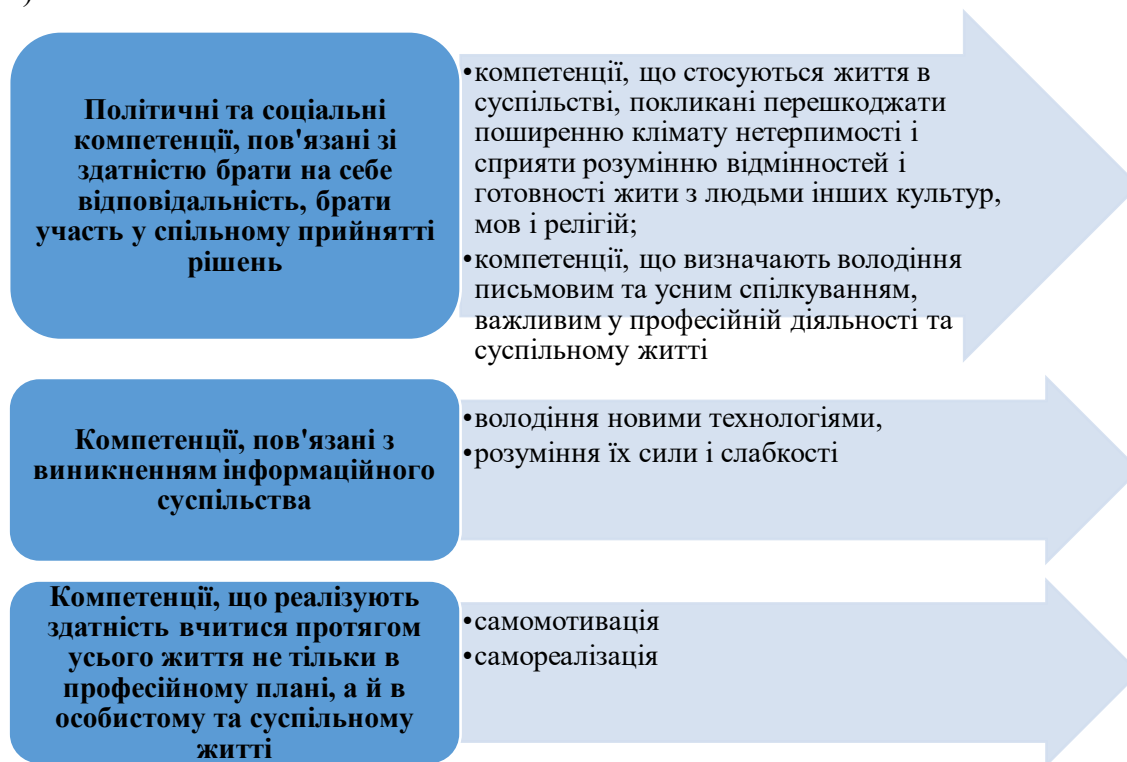 )
Політичні та соціальні
компетенції, пов'язані зі
здатністю брати на себе
відповідальність, брати
участь у спільному прийнятті
рішень
•компетенції, що стосуються життя в
суспільстві, покликані перешкоджати
поширенню клімату нетерпимості і
сприяти розумінню відмінностей і
готовності жити з людьми інших культур,
мов і релігій;
•компетенції, що визначають володіння
письмовим та усним спілкуванням,
важливим у професійній діяльності та
суспільному житті
Компетенції, пов'язані з
виникненням інформаційного
суспільства
•володіння новими технологіями,
•розуміння їх сили і слабкості
Компетенції, що реалізують
здатність вчитися протягом
усього життя не тільки в
професійному плані, а й в
особистому та суспільному
житті
•самомотивація
•самореалізація